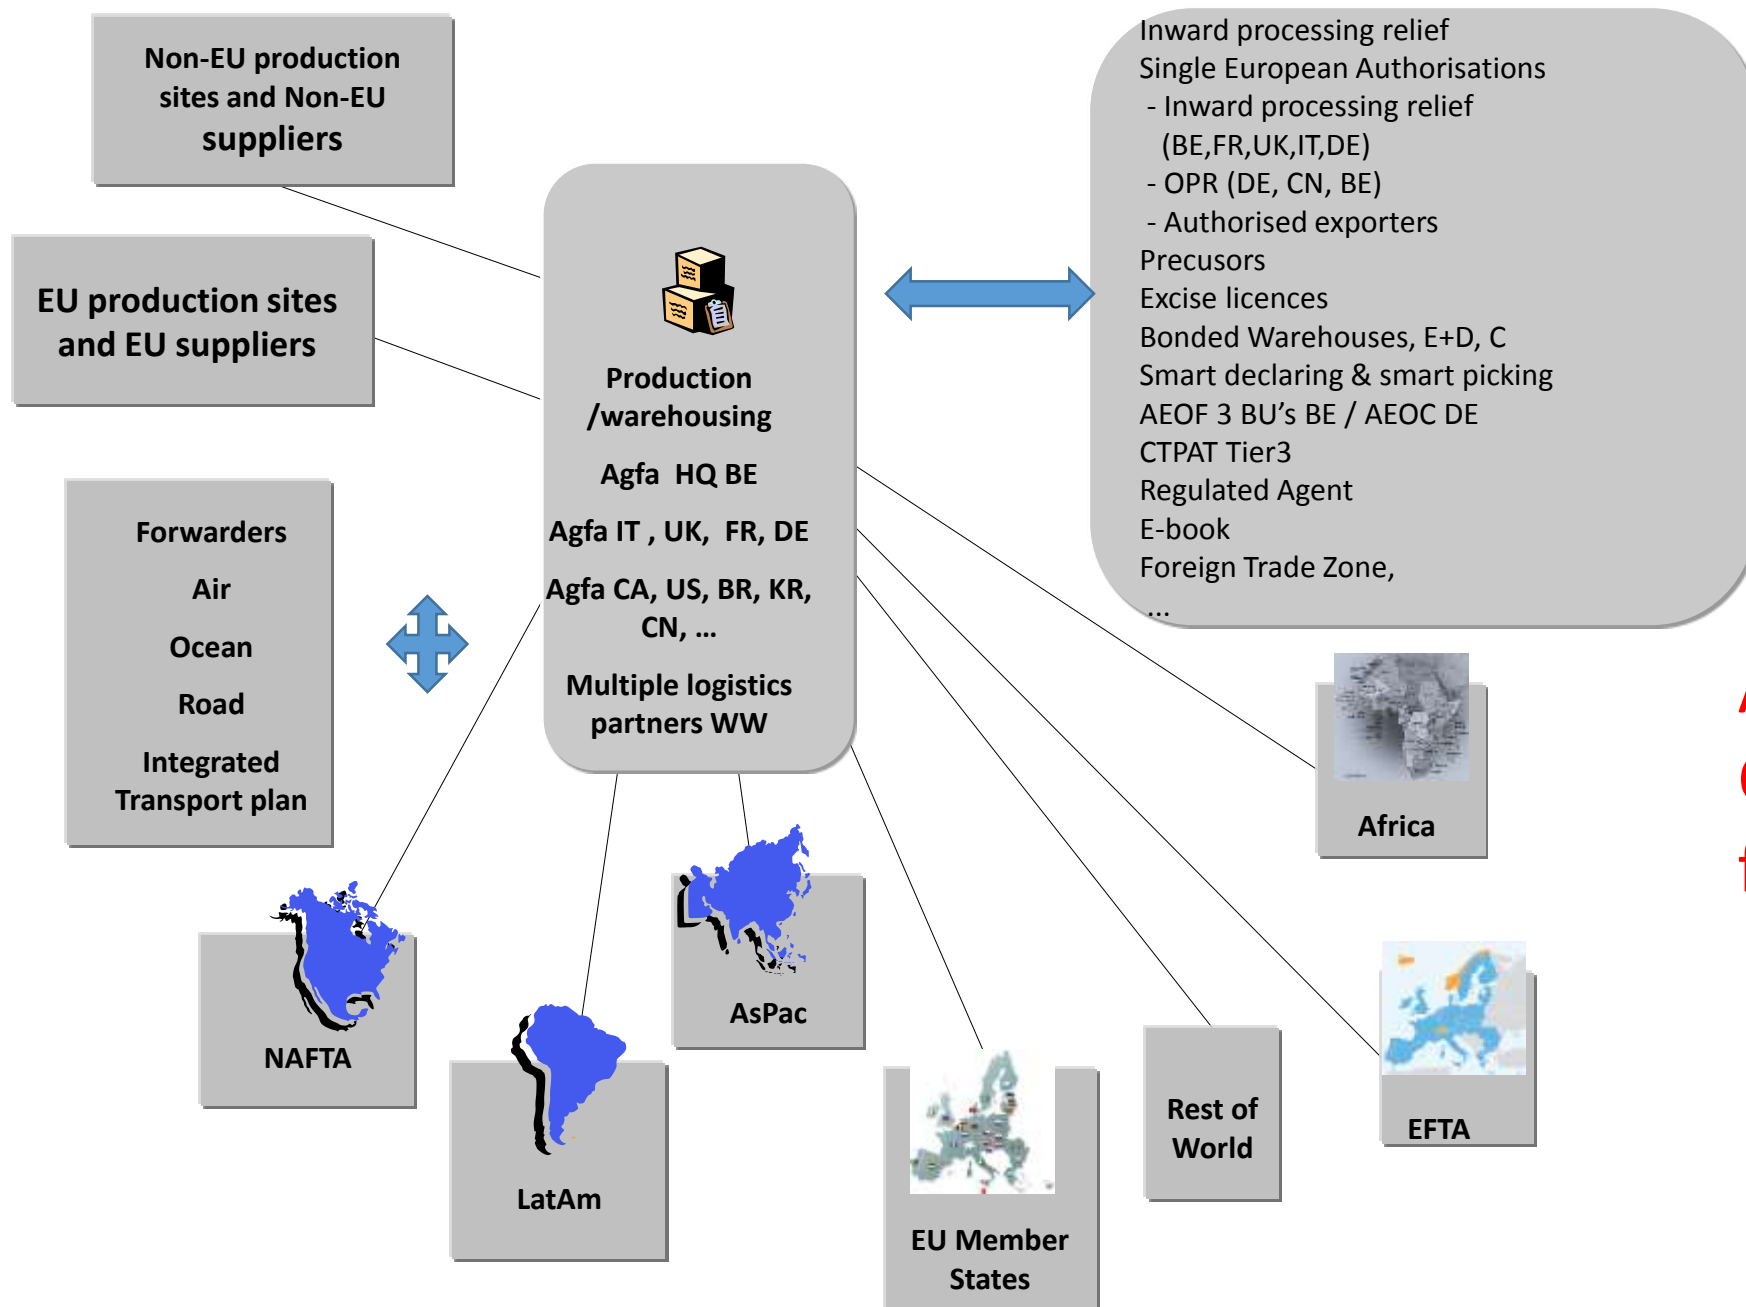 Non-EU production
sites and Non-EU
suppliers
EU production sites
and EU suppliers
Forwarders
Air
Ocean
Road
Integrated
Transport plan
Production
/warehousing
Agfa HQ BE
Agfa IT , UK, FR, DE
Agfa CA, US, BR, KR,
CN, ...
Multiple logistics
partners WW
Inward processing relief
Single European Authorisations
- Inward processing relief
(BE,FR,UK,IT,DE)
- OPR (DE, CN, BE)
- Authorised exporters
Precusors
Excise licences
Bonded Warehouses, E+D, C
Smart declaring & smart picking
AEOF 3 BU's BE / AEOC DE
CTPAT Tier3
Regulated Agent
E-book
Foreign Trade Zone,
...
Africa
NAFTA
LatAm
AsPac
EU Member
States
Rest of
World
EFTA